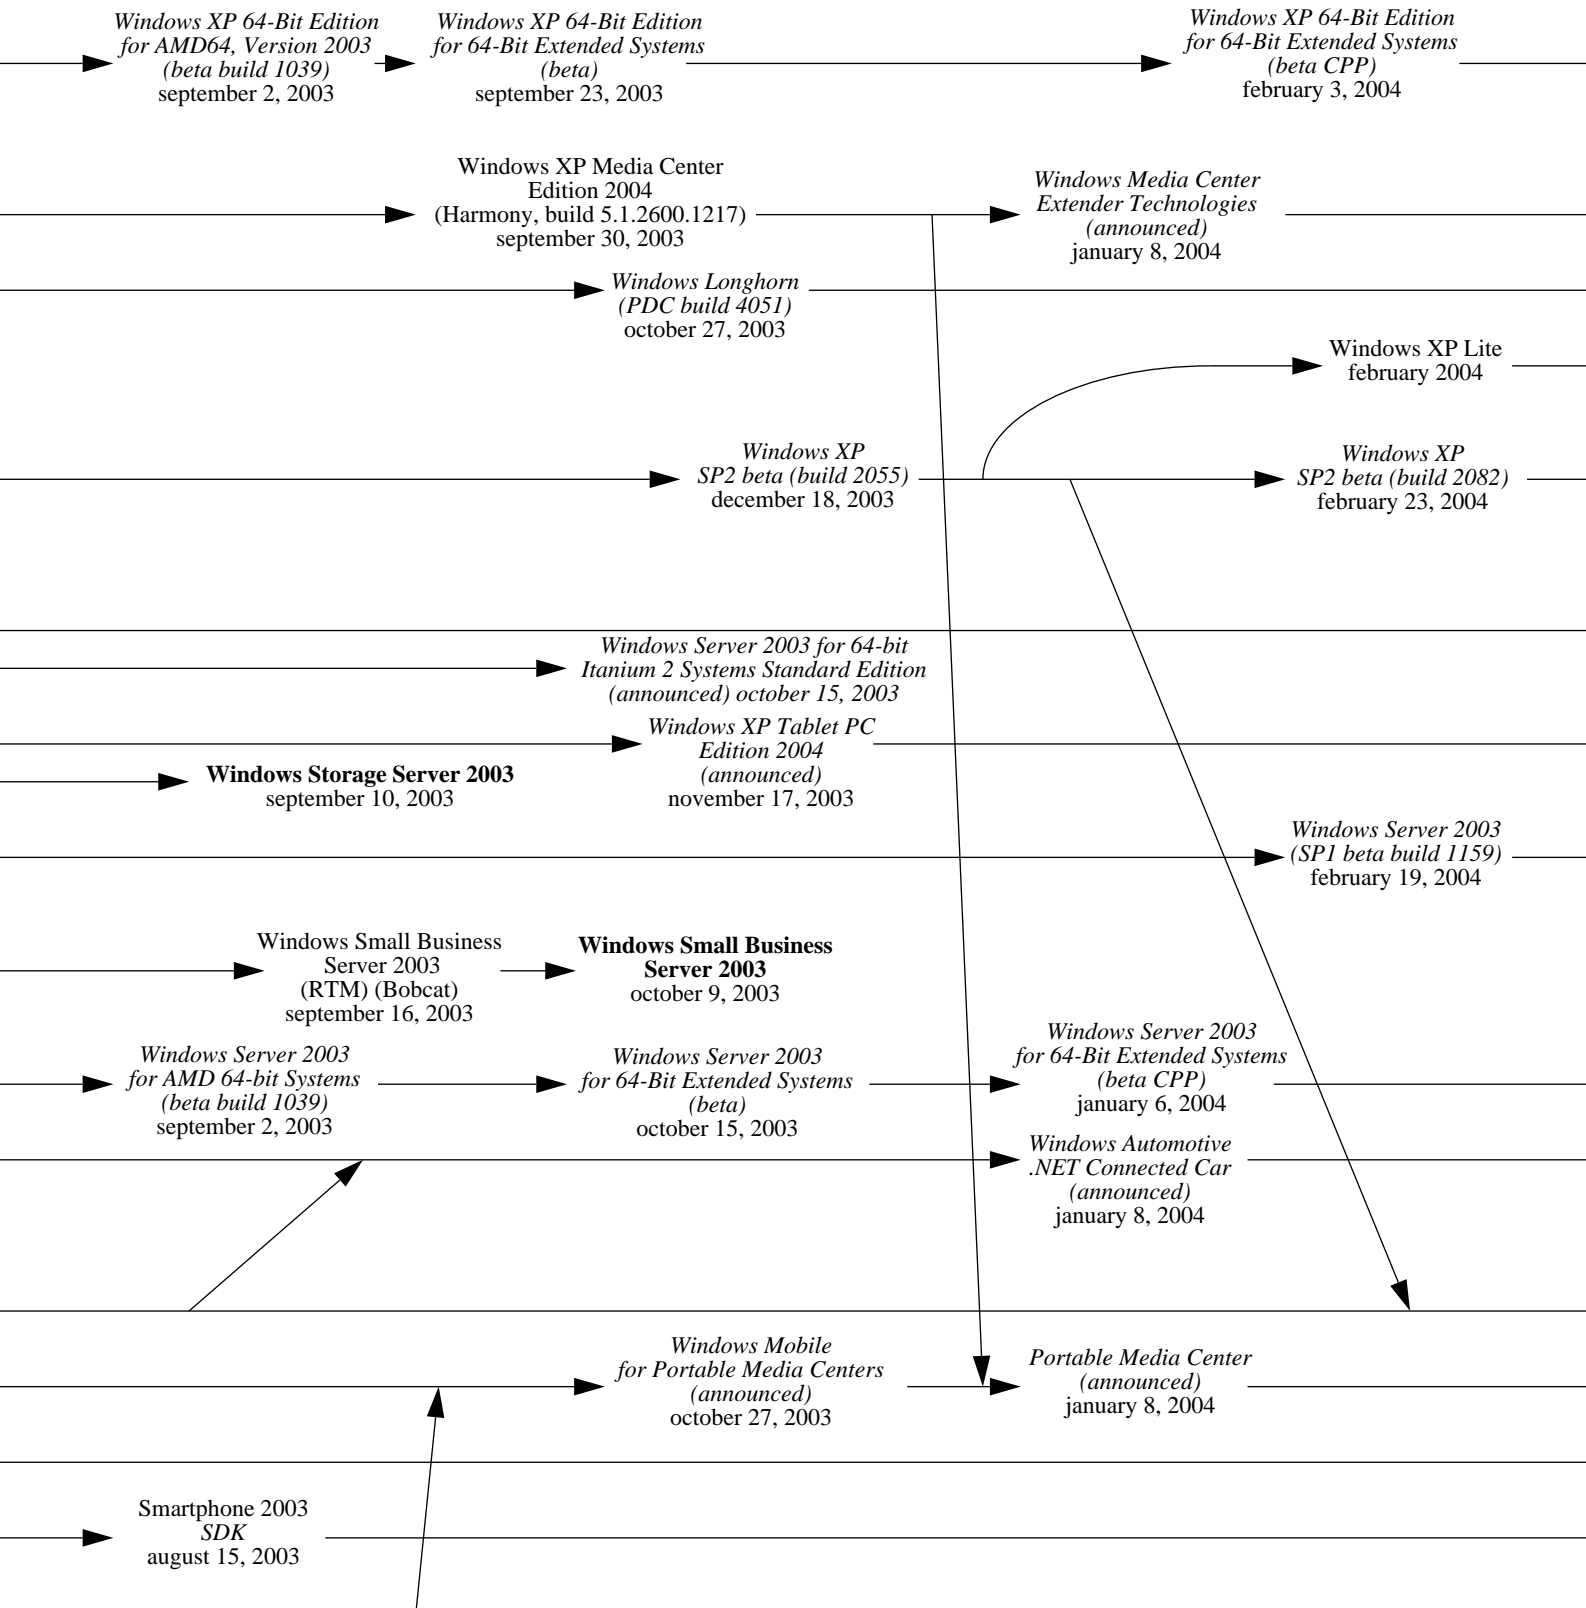 Windows XP 64-Bit Edition
for AMD64, Version 2003
(beta build 1039)
september 2, 2003
Windows XP 64-Bit Edition
for 64-Bit Extended Systems
(beta)
september 23, 2003
Windows XP 64-Bit Edition
for 64-Bit Extended Systems
(beta CPP)
february 3, 2004
Windows XP Media Center
Edition 2004
(Harmony, build 5.1.2600.1217)
september 30, 2003
Windows Media Center
Extender Technologies
(announced)
january 8, 2004
Windows Longhorn
(PDC build 4051)
october 27, 2003
Windows XP Lite
february 2004
Windows XP
SP2 beta (build 2055)
december 18, 2003
Windows XP
SP2 beta (build 2082)
february 23, 2004
Windows Server 2003 for 64-bit
Itanium 2 Systems Standard Edition
(announced) october 15, 2003
Windows XP Tablet PC
Edition 2004
(announced)
november 17, 2003
Windows Storage Server 2003
september 10, 2003
Windows Server 2003
(SP1 beta build 1159)
february 19, 2004
Windows Small Business
Server 2003
(RTM) (Bobcat)
september 16, 2003
Windows Small Business
Server 2003
october 9, 2003
Windows Server 2003
for AMD 64-bit Systems
(beta build 1039)
september 2, 2003
Windows Server 2003
for 64-Bit Extended Systems
(beta)
october 15, 2003
Windows Server 2003
for 64-Bit Extended Systems
(beta CPP)
january 6, 2004
Windows Automotive
.NET Connected Car
(announced)
january 8, 2004
Windows Mobile
for Portable Media Centers
(announced)
october 27, 2003
Portable Media Center
(announced)
january 8, 2004
Smartphone 2003
SDK
august 15, 2003